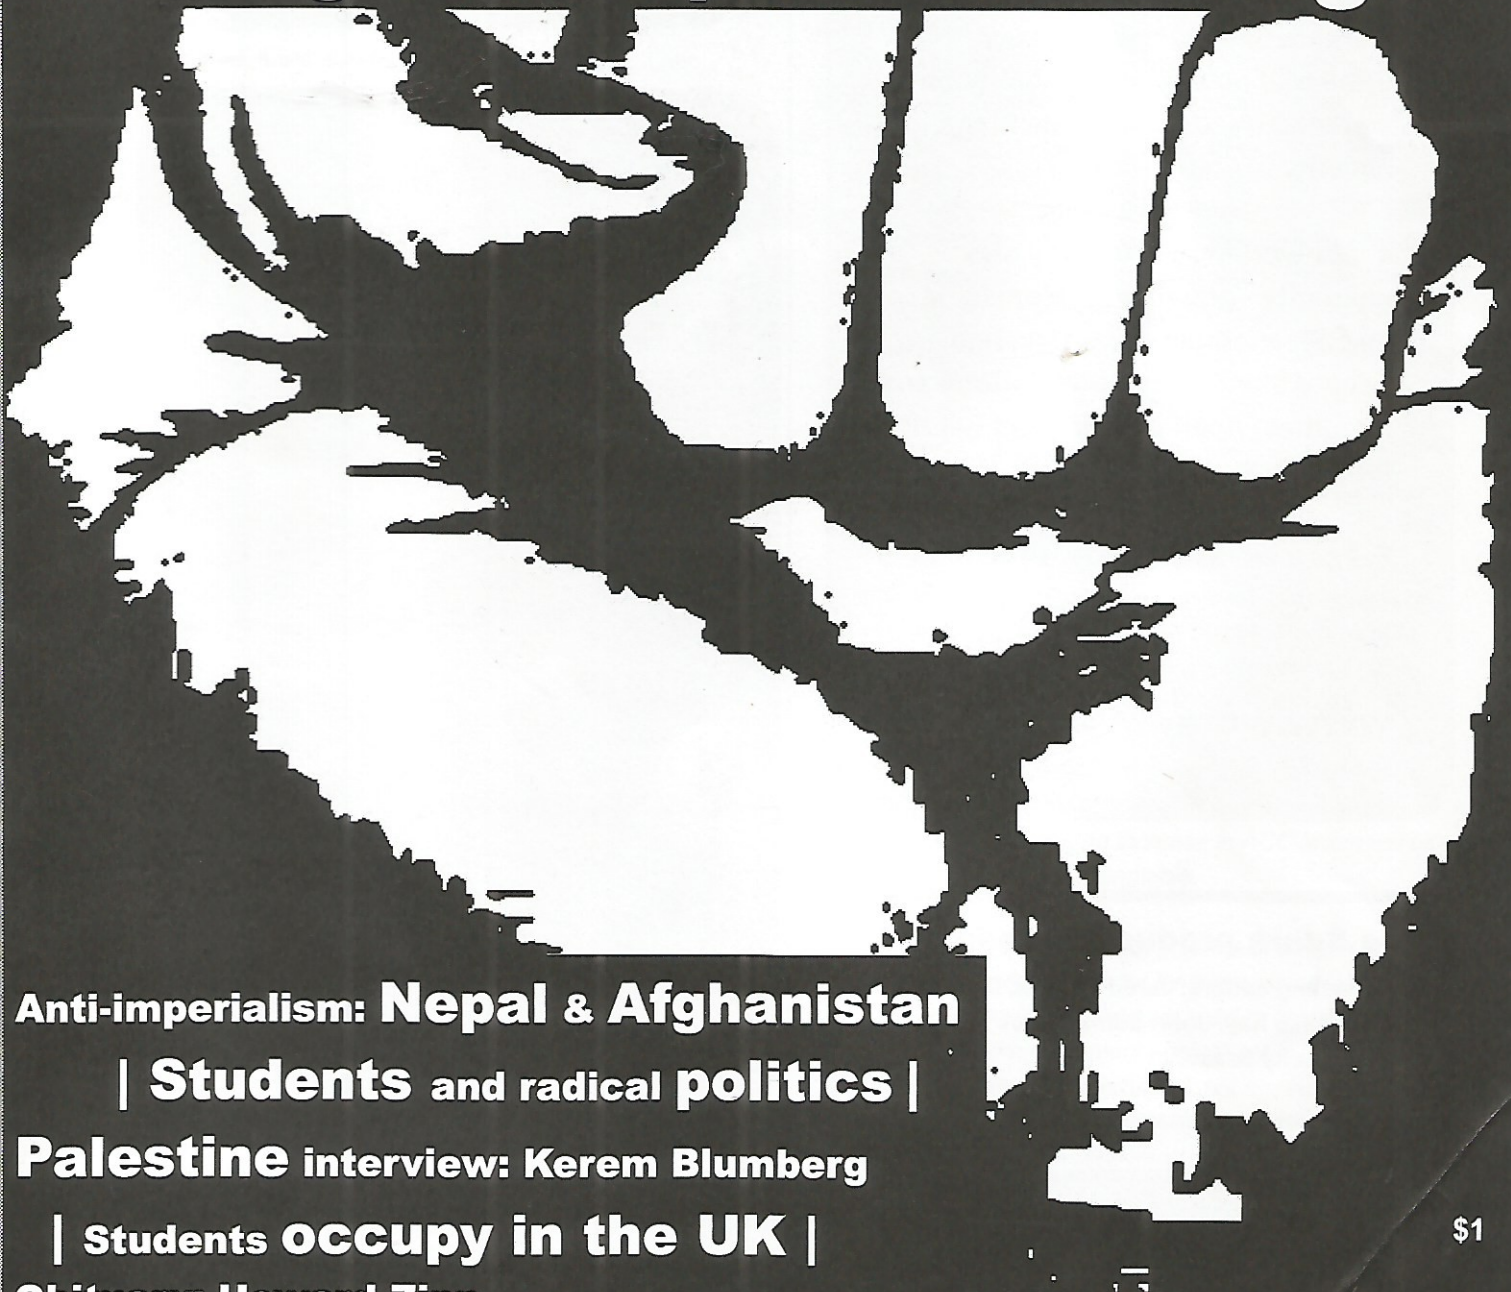 Anti-imperialism: Nepal & Afghanistan
| Students and radical politics |
Palestine interview: Kerem Blumberg
| Students occupy in the UK |
$1